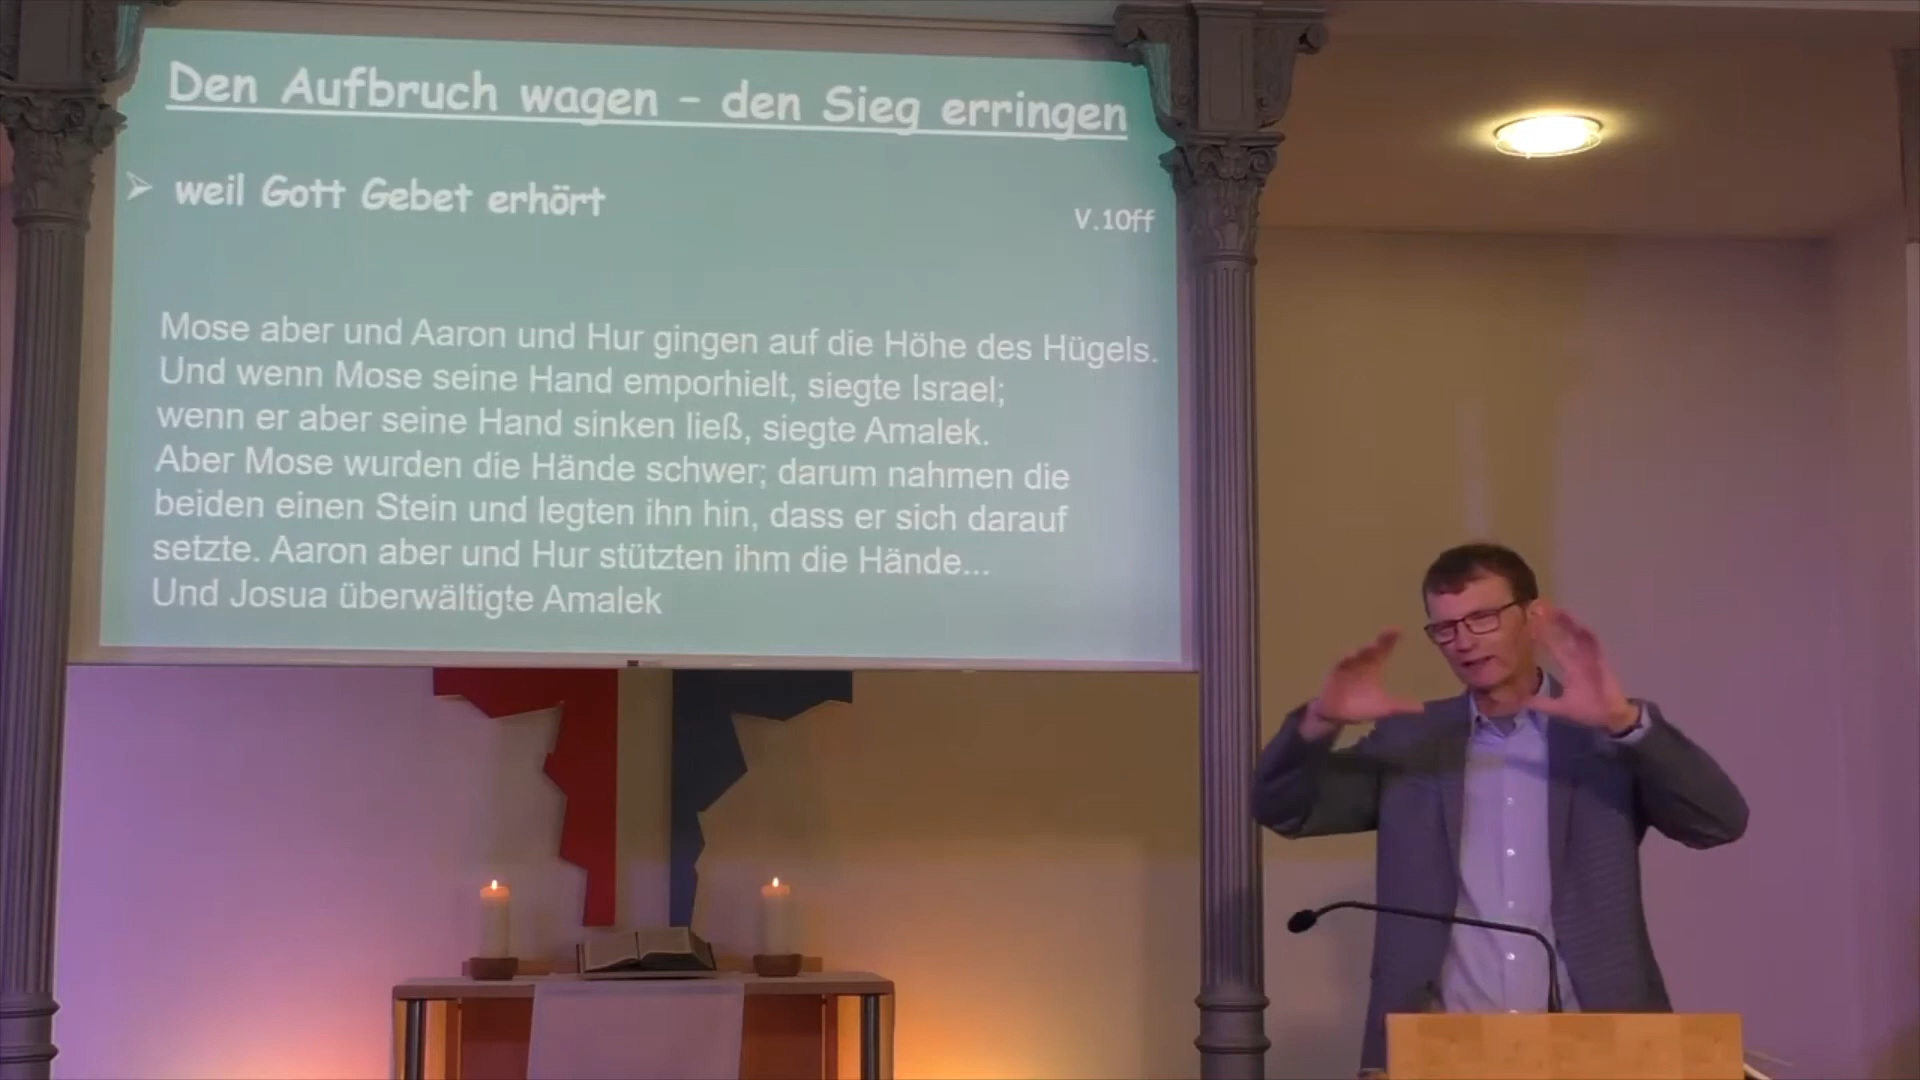 Den Aufbruch wagen – den Sieg erringen
➢ weil Gott Gebet erhört
V.10ff
Mose aber und Aaron und Hur gingen auf die Höhe des Hügels.
Und wenn Mose seine Hand emporhielt, siegte Israel;
wenn er aber seine Hand sinken ließ, siegte Amalek.
Aber Mose wurden die Hände schwer; darum nahmen die
beiden einen Stein und legten ihn hin, dass er sich darauf
setzte. Aaron aber und Hur stützten ihm die Hände...
Und Josua überwältigte Amalek